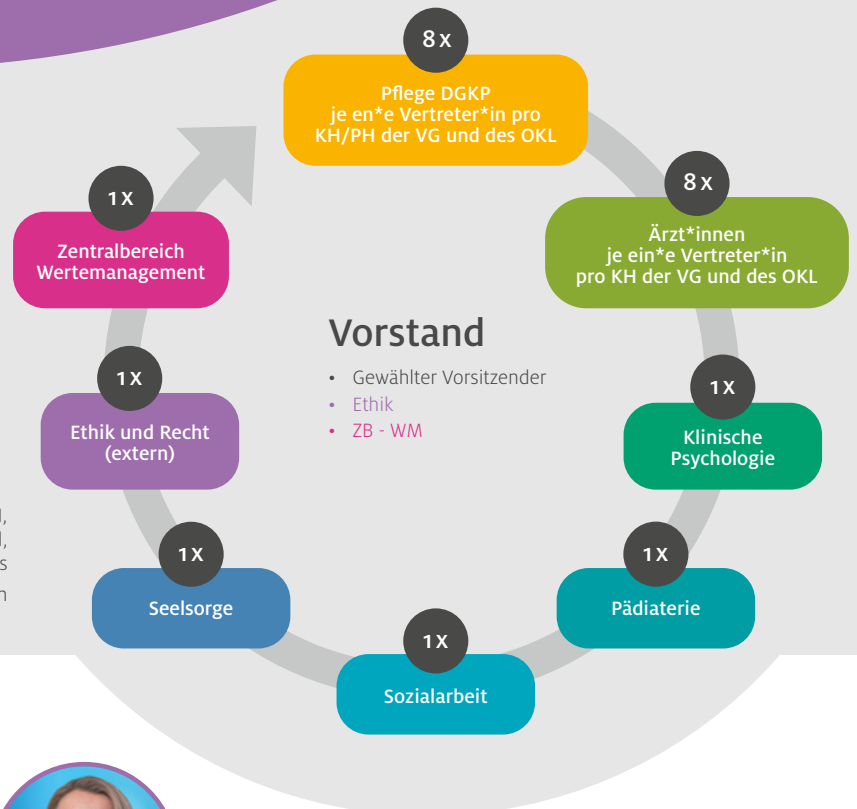 8 x
Pflege DGKP
je en*e Vertreter*in pro
KH/PH der VG und des OKL
8 x
Ärzt*innen
je ein*e Vertreter*in
pro KH der VG und des OKL
1 x
Klinische
Psychologie
1 x
Pädiaterie
1 x
Sozialarbeit
1 x
Seelsorge
1 x
Ethik und Recht
(extern)
1 x
Zentralbereich
Wertemanagement
Vorstand
• Gewählter Vorsitzender
• Ethik
• ZB - WM